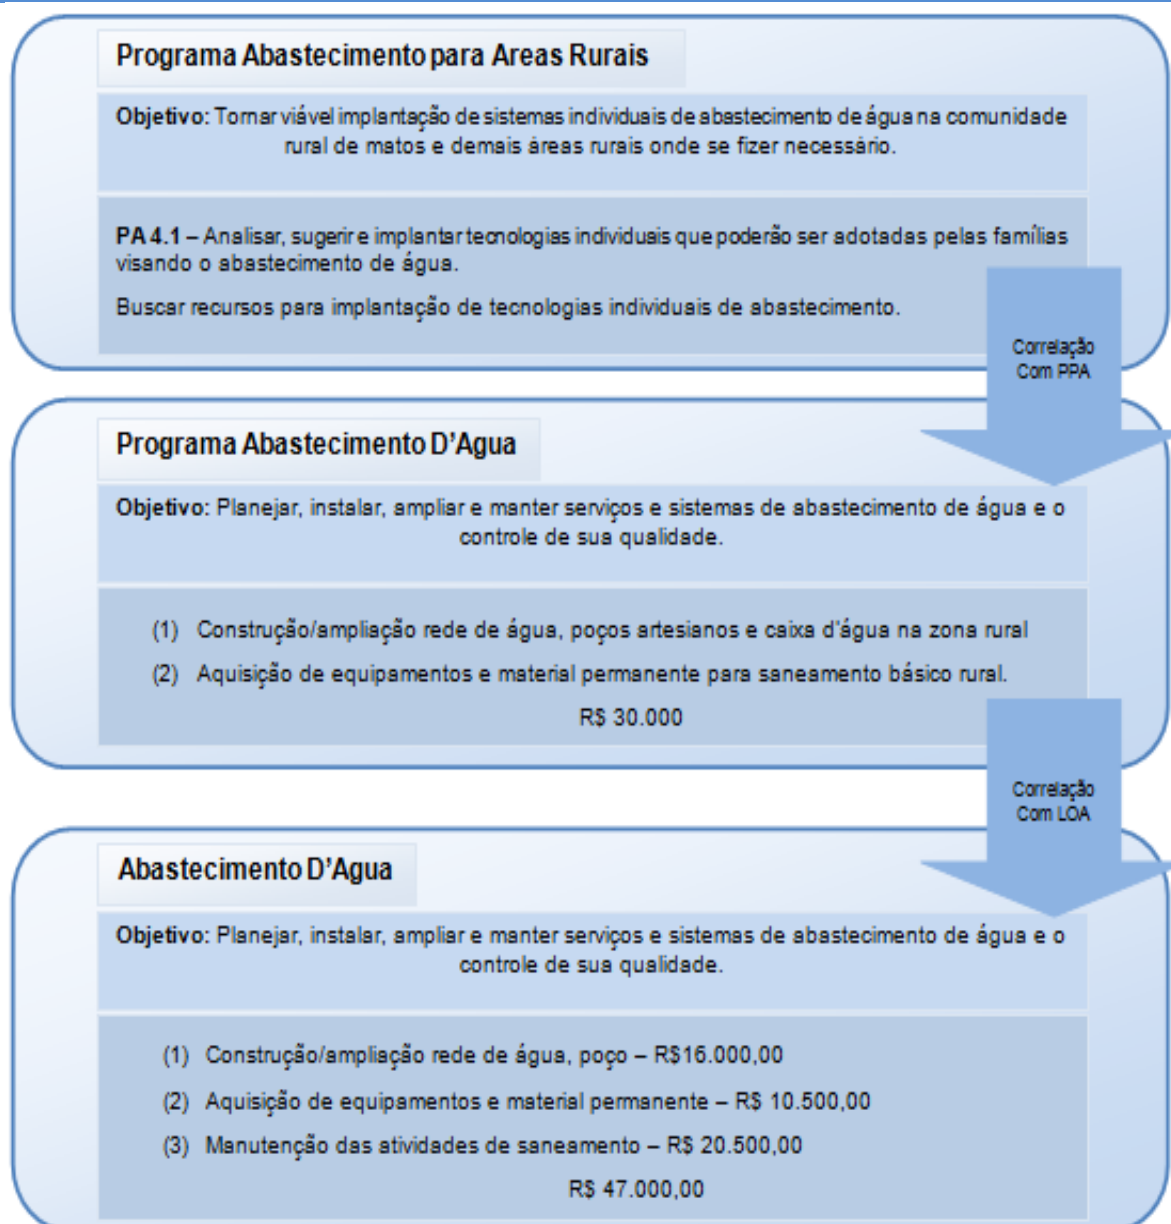 Programa Abastecimento para Areas Rurais
Objetivo: Tornar viável implantação de sistemas individuais de abastecimento de água na comunidade
rural de matos e demais áreas rurais onde se fizer necessário.
PA 4.1 – Analisar, sugerir e implantar tecnologias individuais que poderão ser adotadas pelas famílias
visando o abastecimento de água.
Buscar recursos para implantação de tecnologias individuais de abastecimento.
Correlação
Com PPA
Programa Abastecimento D'Agua
Objetivo: Planejar, instalar, ampliar e manter serviços e sistemas de abastecimento de água e o
controle de sua qualidade.
(1) Construção/ampliação rede de água, poços artesianos e caixa d'água na zona rural
(2) Aquisição de equipamentos e material permanente para saneamento básico rural.
R$ 30.000
Correlação
Com LOA
Abastecimento D'Agua
Objetivo: Planejar, instalar, ampliar e manter serviços e sistemas de abastecimento de água e o
controle de sua qualidade.
(1) Construção/ampliação rede de água, poço – R$16.000,00
(2) Aquisição de equipamentos e material permanente – R$ 10.500,00
(3) Manutenção das atividades de saneamento – R$ 20.500,00
R$ 47.000,00